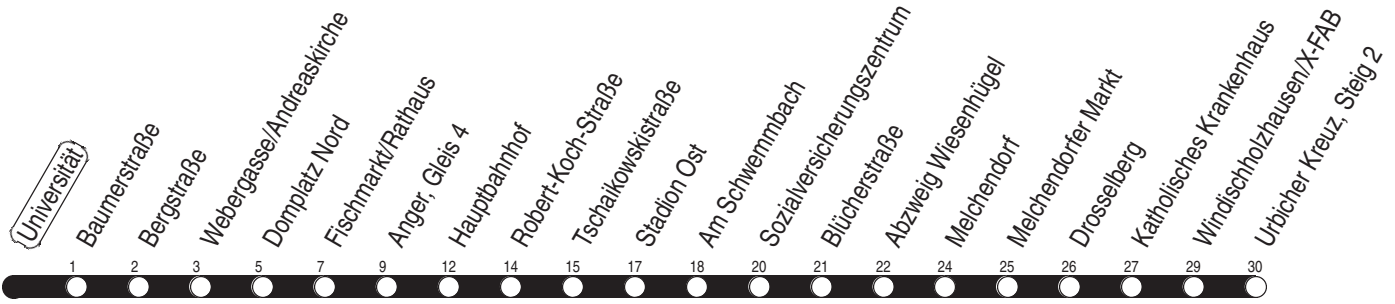 Universität
Baumerstraße
Bergstraße
Webergasse/Andreaskirche
Domplatz Nord
Fischmarkt/Rathaus
Anger, Gleis 4
Hauptbahnhof
Robert-Koch-Straße
Tschaikowskistraße
Stadion Ost
Am Schwemmbach
Sozialversicherungszentrum
Blücherstraße
Abzweig Wiesenhügel
Melchendorf
Melchendorfer Markt
Drosselberg
Katholisches Krankenhaus
Windischholzhausen/X-FAB
Urbicher Kreuz, Steig 2
1 2 3 5 7 9 12 14 15 17 18 20 21 22 24 25 26 27 29 30